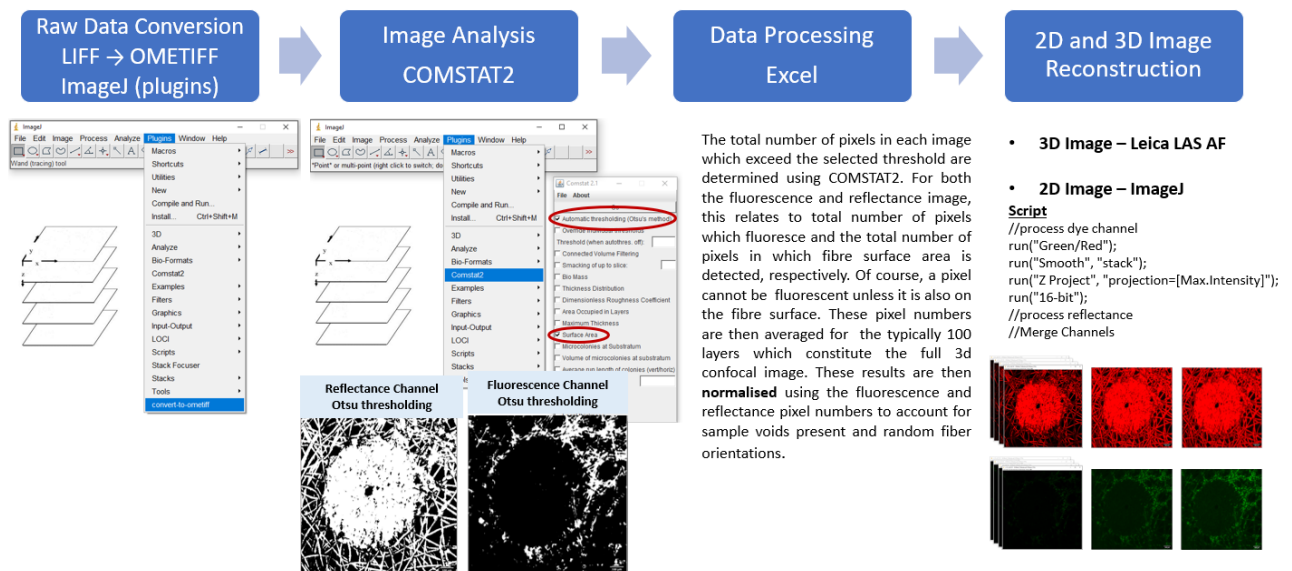 Raw Data Conversion
LIFF → OMETIFF
ImageJ (plugins)
Image Analysis
COMSTAT2
Data Processing
Excel
2D and 3D Image
Reconstruction
ImageJ
File Edit Image Process Analyze Plugins Window Help
Wand (tracing) tool
Macros
Shortcuts
Utilities
New
Compile and Run...
Install... Ctrl+Shift+M
3D
Analyze
Bio-Formats
Comstat2
Examples
Filters
Graphics
Input-Output
LOCI
Scripts
Stack Focuser
Stacks
Tools
convert-to-ometiff
y
x
ImageJ
File Edit Image Process Analyze Plugins Window Help
*Point* or multi-point (right click to switch; do
Macros
Shortcuts
Utilities
New
Compile and Run...
Install... Ctrl+Shift+M
3D
Analyze
Bio-Formats
Comstat2
Examples
Filters
Graphics
Input-Output
LOCI
Scripts
Stacks
y
x
Comstat 2.1
File About
Automatic thresholding (Otsu's method)
Threshold (when autothres. off):
Connected Volume Filtering
Smacking of up to slice:
Bio Mass
Thickness Distribution
Dimensionless Roughness Coefficient
Area Occupied in Layers
Maximum Thickness
Surface Area
Microcolonies at Substratum
Volume of microcolonies at substratum
Average run length of colonies (vert/horiz)
Reflectance Channel
Otsu thresholding
Fluorescence Channel
Otsu thresholding
The total number of pixels in each image
which exceed the selected threshold are
determined using COMSTAT2. For both
the fluorescence and reflectance image,
this relates to total number of pixels
which fluoresce and the total number of
pixels in which fibre surface area is
detected, respectively. Of course, a pixel
cannot be fluorescent unless it is also on
the fibre surface. These pixel numbers
are then averaged for the typically 100
layers which constitute the full 3d
confocal image. These results are then
normalised using the fluorescence and
reflectance pixel numbers to account for
sample voids present and random fiber
orientations.
• 3D Image – Leica LAS AF
• 2D Image – ImageJ
Script
//process dye channel
run("Green/Red");
run("Smooth", "stack");
run("Z Project", "projection=[Max.Intensity]");
run("16-bit");
//process reflectance
//Merge Channels